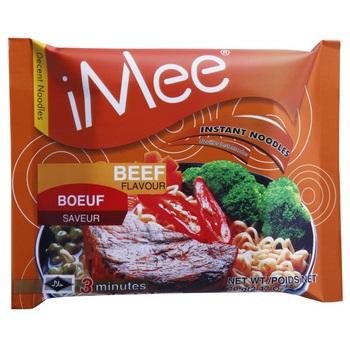 Decent Noodles
iMee®
INSTANT NOODLES
BEEF
FLAVOUR
BOEUF
SAVEUR
3 minutes
NET WT./POIDS NET